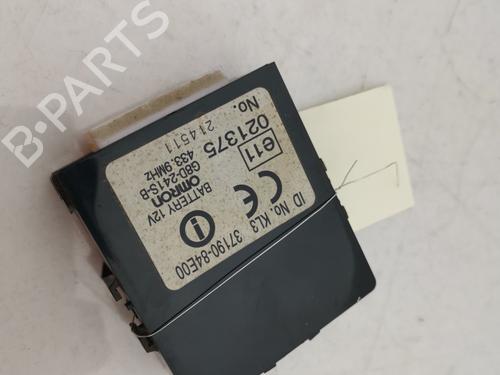 ID No. KL3 37190-84E00
BATTERY 12V
OMRON
G8D-241S-B
433.9MHz
CE
e11
021375
No. 214511
B-PARTS